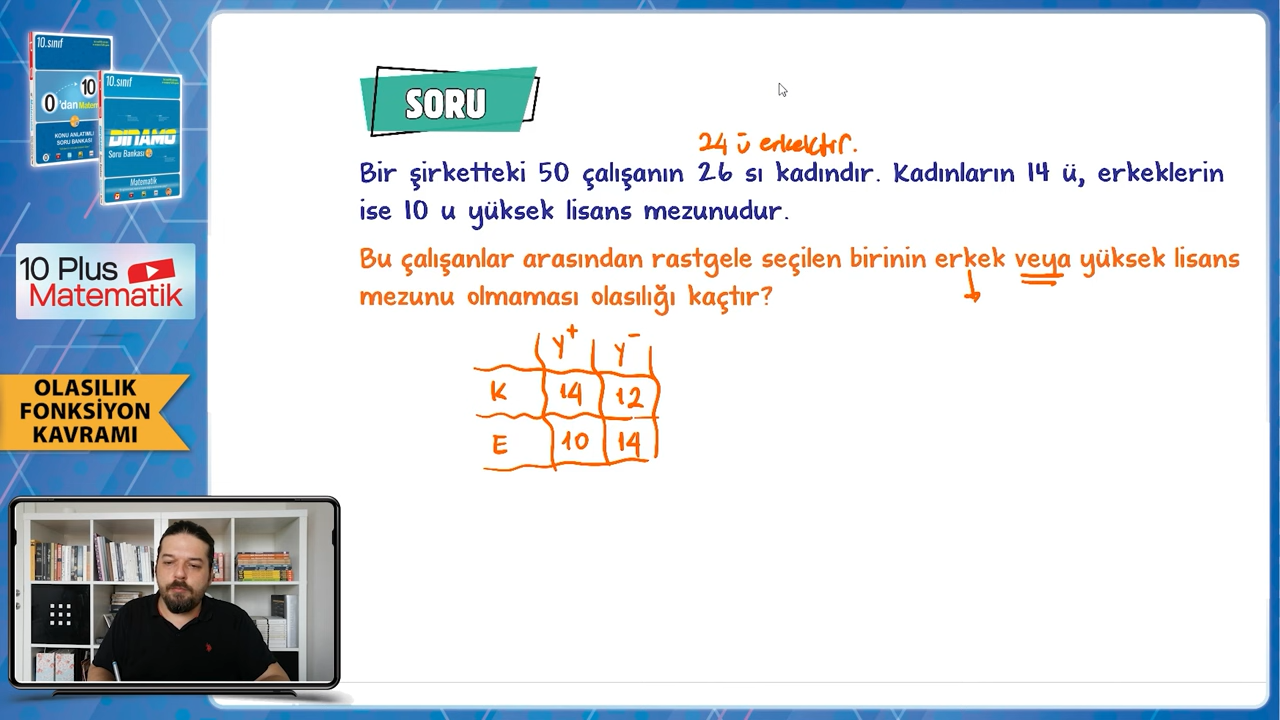 10.sınıf
10
0
'dan
KONU ANLATIMLI
SORU BANKASI
10.sınıf
DİNAMO
Soru Bankası
Matematik
10 Plus
Matematik
OLASILIK
FONKSİYON
KAVRAMI
SORU
24 ü erkektir.
Bir şirketteki 50 çalışanın 26 sı kadındır. Kadınların 14 ü, erkeklerin
ise 10 u yüksek lisans mezunudur.
Bu çalışanlar arasından rastgele seçilen birinin erkek veya yüksek lisans
mezunu olmaması olasılığı kaçtır?
y+ y-
K 14 12
E 10 14